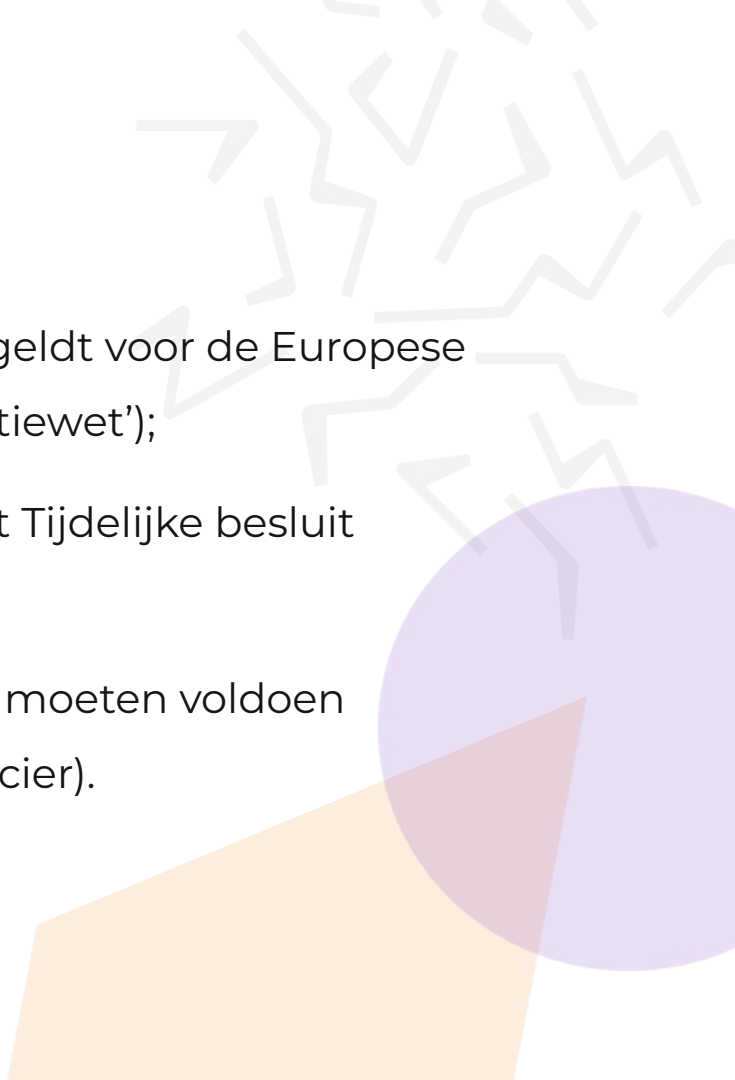 geldt voor de Europese
tiewet’);
t Tijdelijke besluit
moeten voldoen
cier).